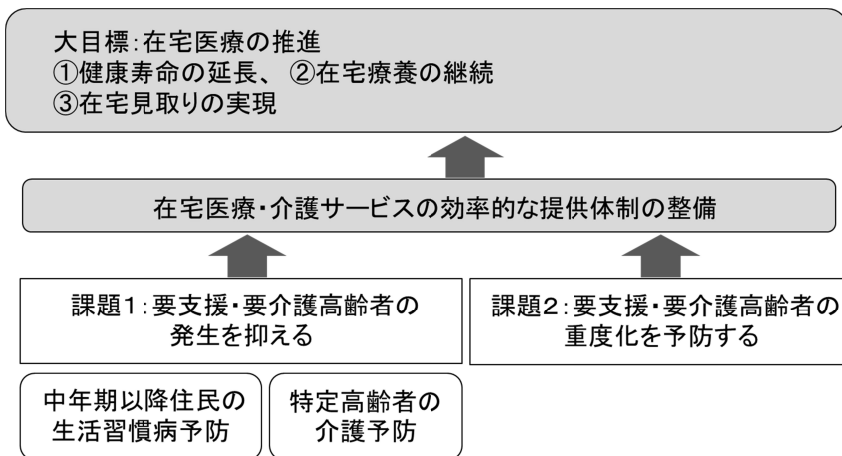 大目標:在宅医療の推進
①健康寿命の延長、 ②在宅療養の継続
③在宅見取りの実現
在宅医療・介護サービスの効率的な提供体制の整備
課題1:要支援・要介護高齢者の
発生を抑える
課題2:要支援・要介護高齢者の
重度化を予防する
中年期以降住民の
生活習慣病予防
特定高齢者の
介護予防